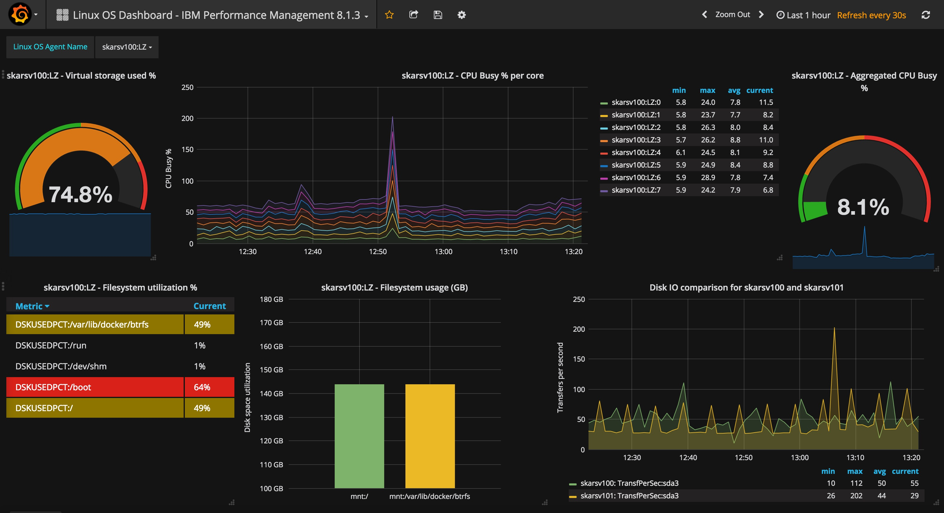 Linux OS Dashboard - IBM Performance Management 8.1.3
Zoom Out
Last 1 hour Refresh every 30s
Linux OS Agent Name skarsv100:LZ
skarsv100:LZ - Virtual storage used %
74.8%
skarsv100:LZ - CPU Busy % per core
CPU Busy %
250
200
150
100
50
0
12:30 12:40 12:50 13:00 13:10 13:20
min max avg current
skarsv100:LZ:0 5.8 24.0 7.8 11.5
skarsv100:LZ:1 5.8 23.7 7.7 8.2
skarsv100:LZ:2 5.8 26.3 8.0 8.4
skarsv100:LZ:3 5.7 26.2 8.8 11.0
skarsv100:LZ:4 6.1 24.5 8.1 9.2
skarsv100:LZ:5 5.9 24.9 8.4 8.8
skarsv100:LZ:6 5.9 28.9 7.8 7.4
skarsv100:LZ:7 5.9 24.2 7.9 6.8
skarsv100:LZ - Aggregated CPU Busy
%
8.1%
skarsv100:LZ - Filesystem utilization %
Metric Current
DSKUSEDPCT:/var/lib/docker/btrfs 49%
DSKUSEDPCT:/run 1%
DSKUSEDPCT:/dev/shm 1%
DSKUSEDPCT:/boot 64%
DSKUSEDPCT:/ 49%
skarsv100:LZ - Filesystem usage (GB)
Disk space utilization
180 GB
170 GB
160 GB
150 GB
140 GB
130 GB
120 GB
110 GB
100 GB
mnt:/ mnt:/var/lib/docker/btrfs
Disk IO comparison for skarsv100 and skarsv101
Transfers per second
250
200
150
100
50
0
12:30 12:40 12:50 13:00 13:10 13:20
min max avg current
skarsv100: TransfPerSec:sda3 10 112 50 55
skarsv101: TransfPerSec:sda3 26 202 44 29